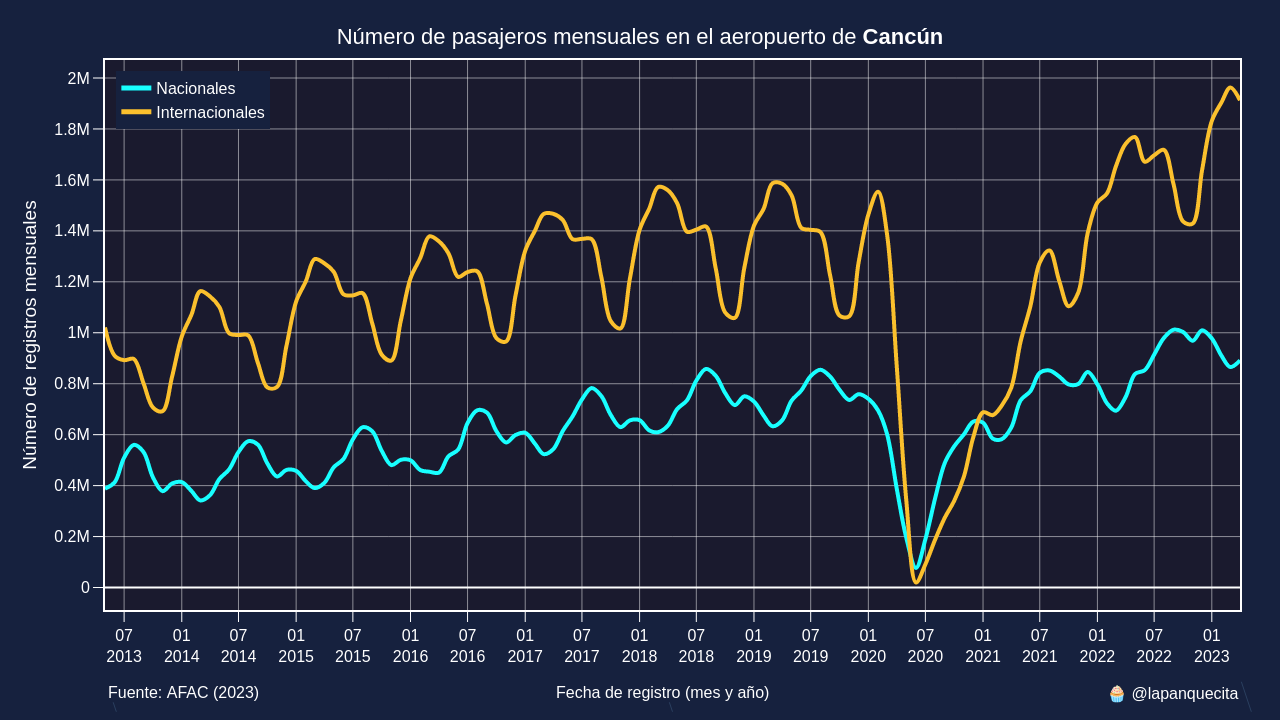 Número de pasajeros mensuales en el aeropuerto de Cancún
Nacionales
Internacionales
Número de registros mensuales
2M
1.8M
1.6M
1.4M
1.2M
1M
0.8M
0.6M
0.4M
0.2M
0
07 01 07 01 07 01 07 01 07 01 07 01 07 01 07 01 07 01 07 01
2013 2014 2014 2015 2015 2016 2016 2017 2017 2018 2018 2019 2019 2020 2020 2021 2021 2022 2022 2023
Fuente: AFAC (2023) Fecha de registro (mes y año) 🧁 @lapanquecita